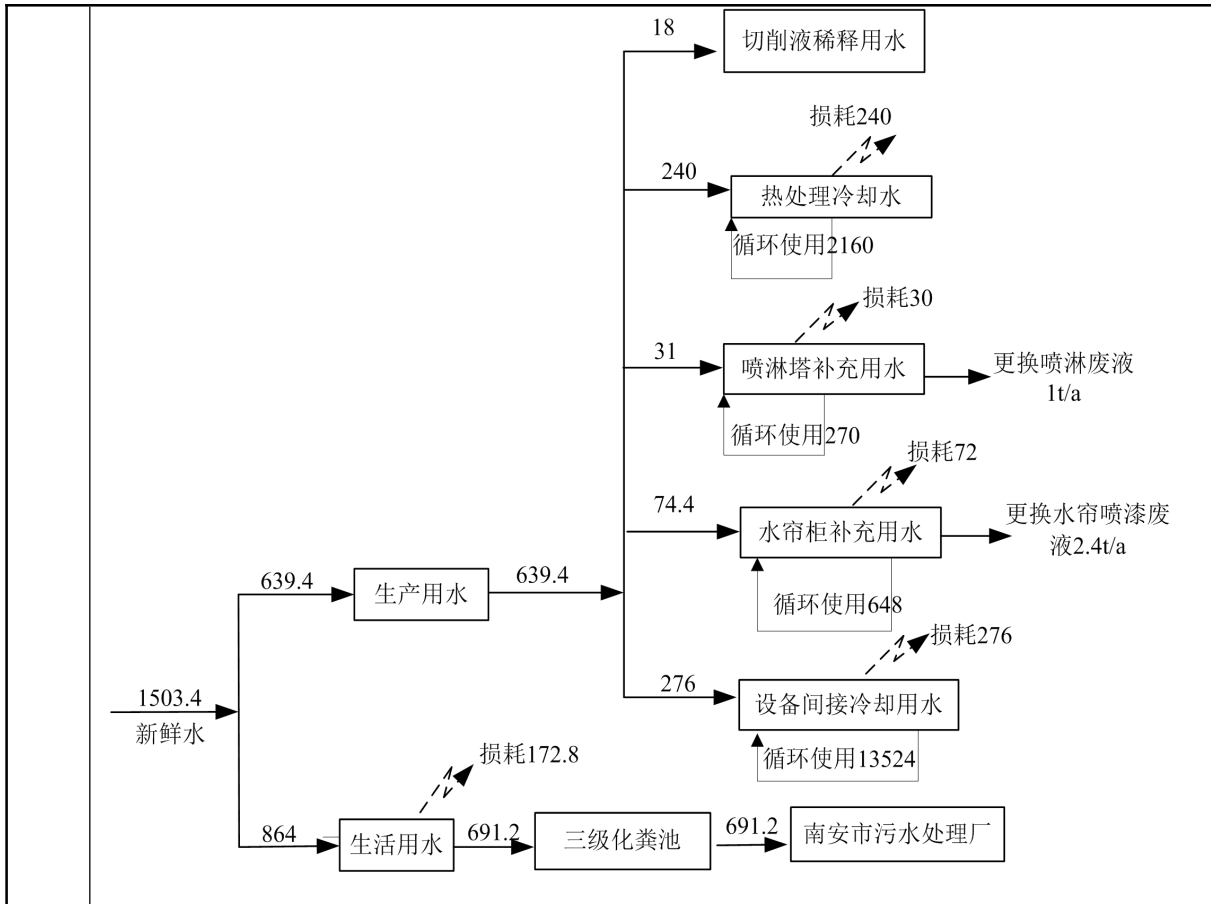 18
切削液稀释用水
损耗240
240
热处理冷却水
循环使用2160
损耗30
31
喷淋塔补充用水
更换喷淋废液
1t/a
循环使用270
损耗72
74.4
水帘柜补充用水
更换水帘喷漆废
液2.4t/a
639.4
生产用水
639.4
循环使用648
损耗276
276
设备间接冷却用水
1503.4
新鲜水
循环使用13524
损耗172.8
864
生活用水
691.2
三级化粪池
691.2
南安市污水处理厂